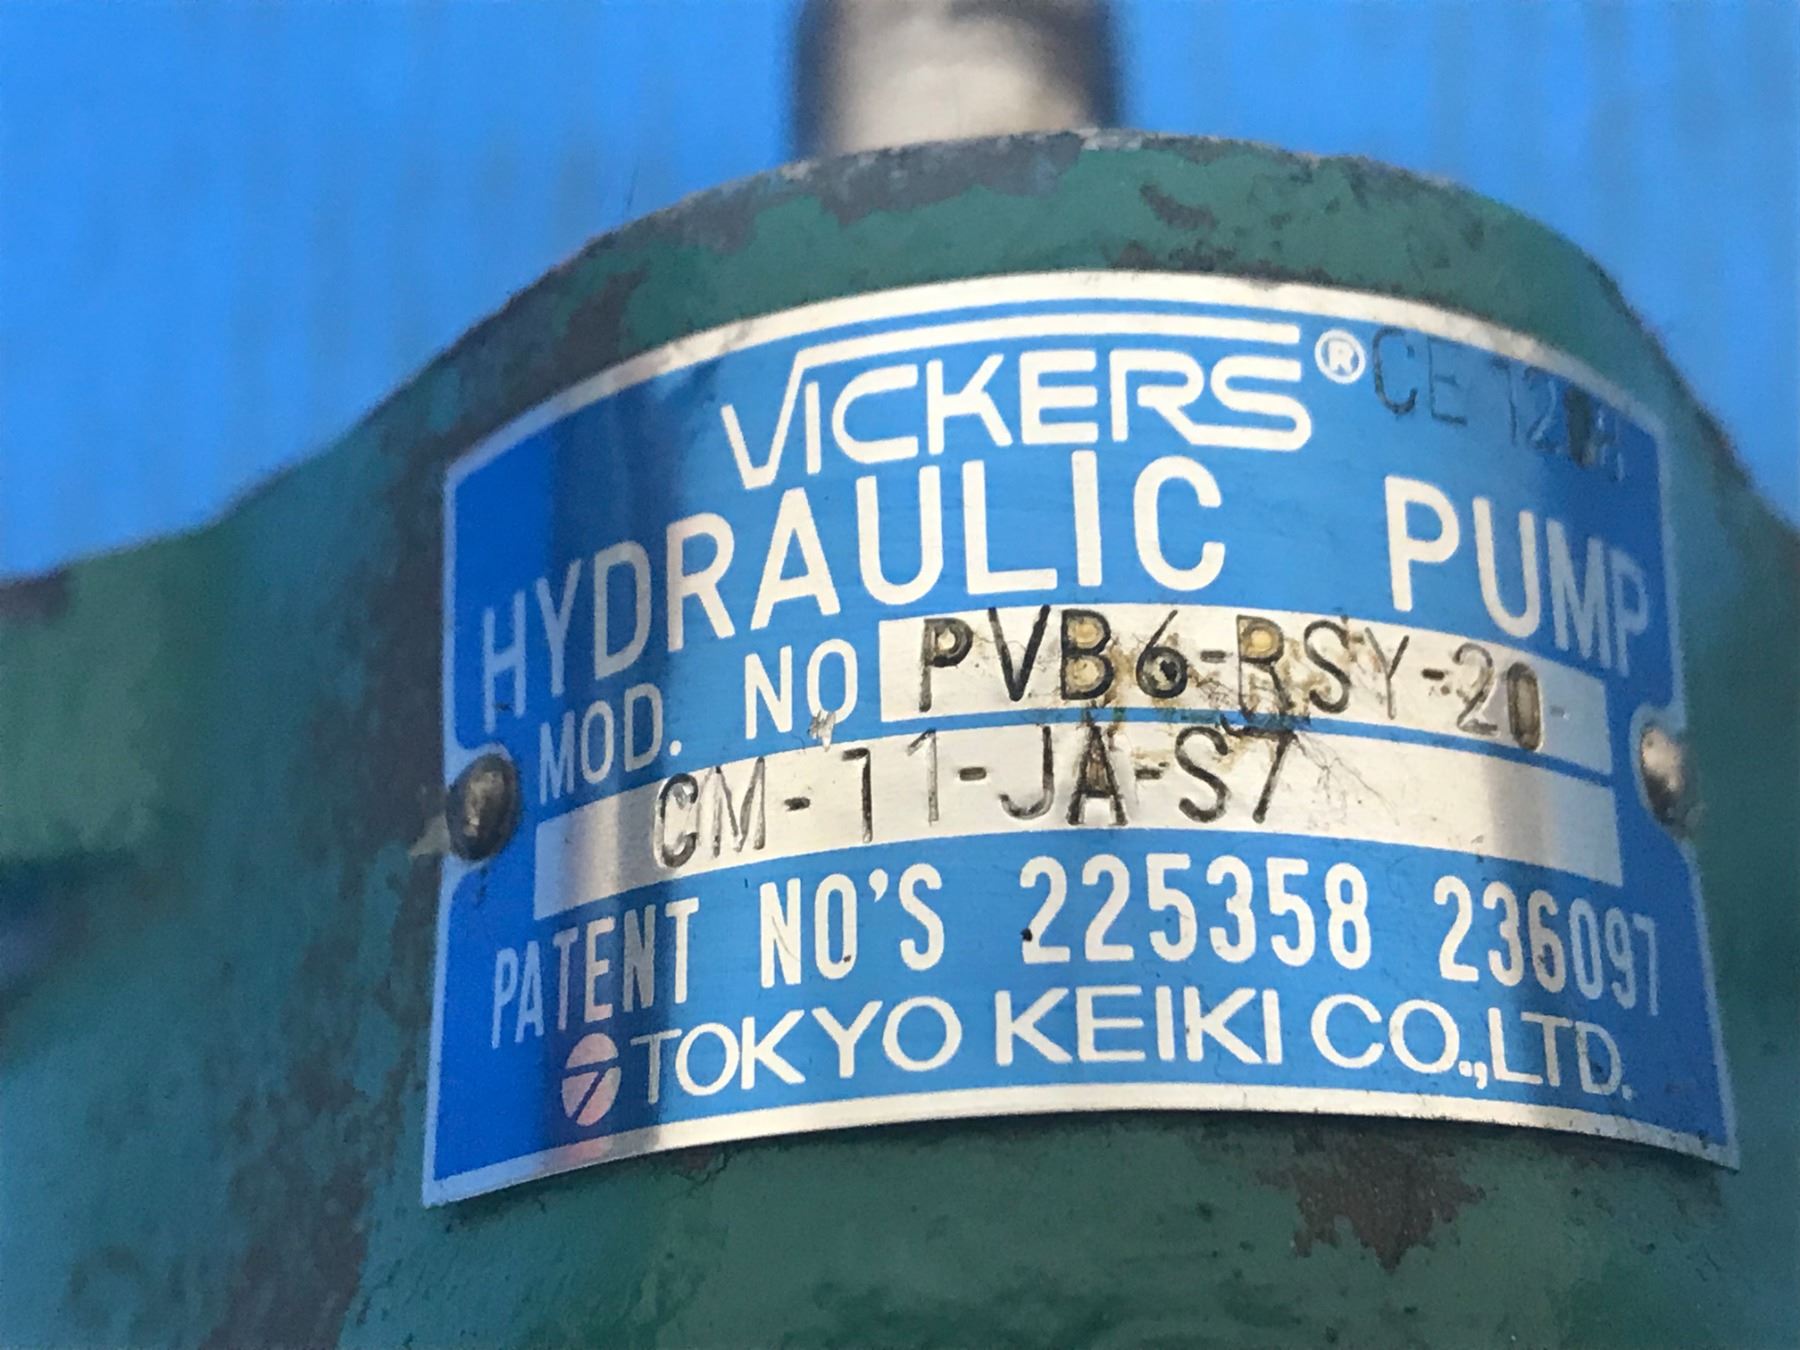 VICKERS® CE
HYDRAULIC PUMP
MOD. NO PVB6-RSY-20-
CM-11-JA-S7
PATENT NO'S 225358 236097
TOKYO KEIKI CO.,LTD.